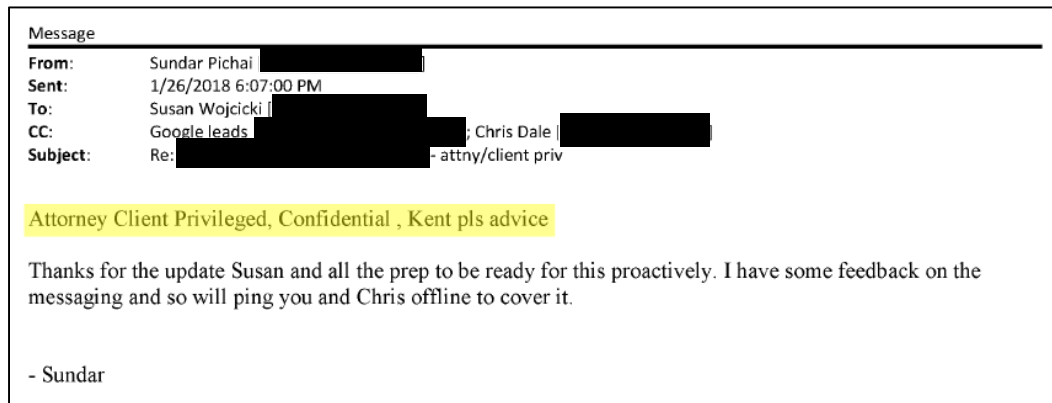 Message
From: Sundar Pichai [ ]
Sent: 1/26/2018 6:07:00 PM
To: Susan Wojcicki [
CC: Google leads ; Chris Dale [ ]
Subject: Re: - attny/client priv
Attorney Client Privileged, Confidential , Kent pls advice
Thanks for the update Susan and all the prep to be ready for this proactively. I have some feedback on the
messaging and so will ping you and Chris offline to cover it.
- Sundar